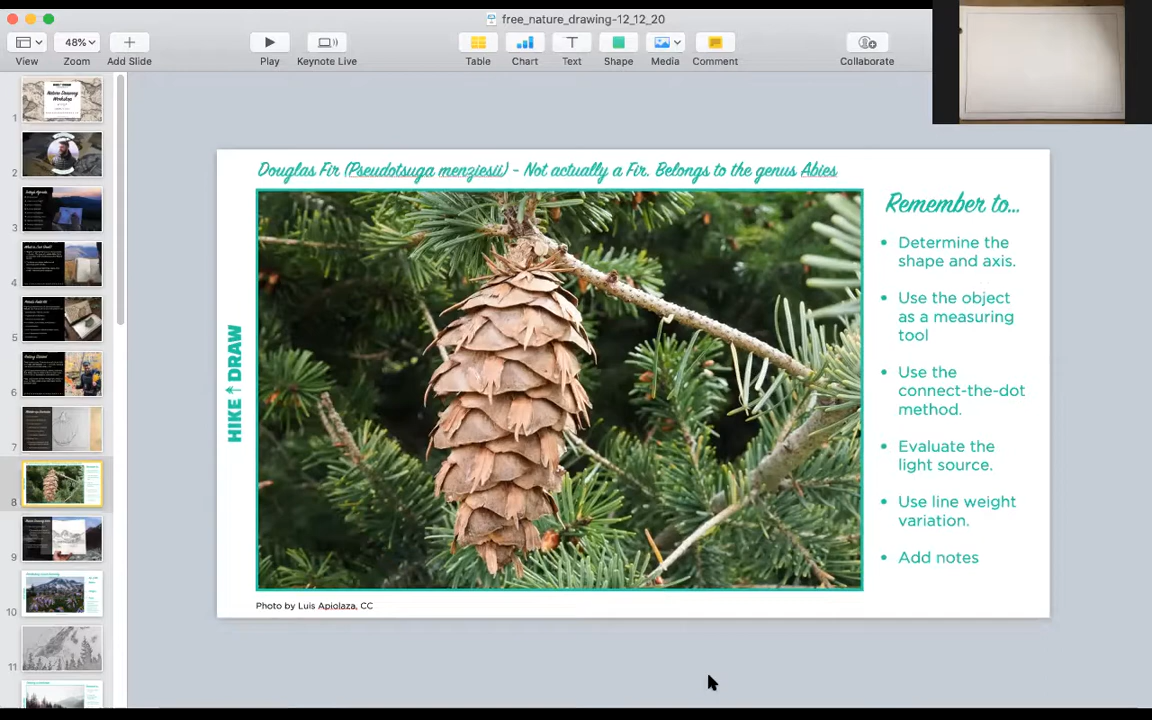 free_nature_drawing-12_12_20
48%
View
Zoom
Add Slide
Play
Keynote Live
Table
Chart
Text
Shape
Media
Comment
Collaborate
1
2
3
4
5
6
7
8
9
10
11
Nature Drawing
Workshop
Douglas Fir (Pseudotsuga menziesii) - Not actually a Fir. Belongs to the genus Abies
HIKE DRAW
Remember to...
• Determine the
shape and axis.
• Use the object
as a measuring
tool
• Use the
connect-the-dot
method.
• Evaluate the
light source.
• Use line weight
variation.
• Add notes
Photo by Luis Apiolaza, CC